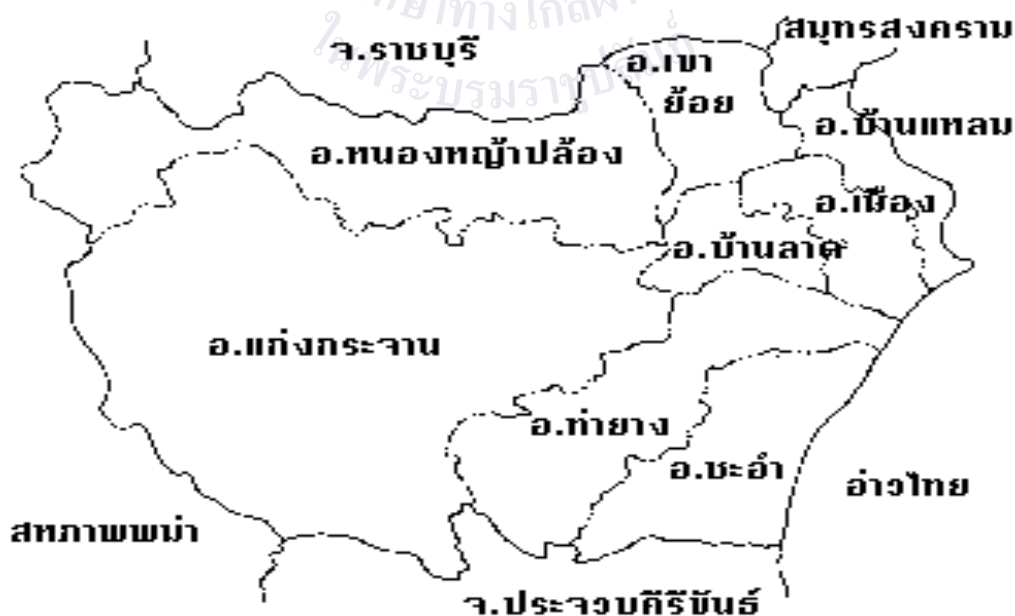 สมุทรสงคราม
จ.ราชบุรี
อ.เขา
ย้อย
อ.บ้านแหลม
อ.หนองหญ้าปล้อง
อ.เมือง
อ.บ้านลาด
อ.แก่งกระจาน
อ.ท่ายาง
อ.ชะอำ
อ่าวไทย
สหภาพพม่า
จ.ประจวบคีรีขันธ์